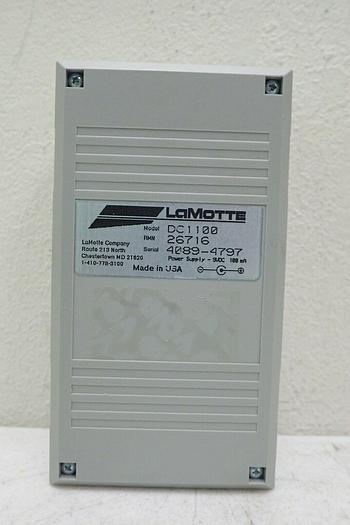 LaMOTTE
Model DC1100
RMN 26716
Serial 4089-4797
LaMotte Company
Route 213 North
Chestertown MD 21620
1-410-778-3100
Power Supply - 9VDC 100 mA
Made in USA